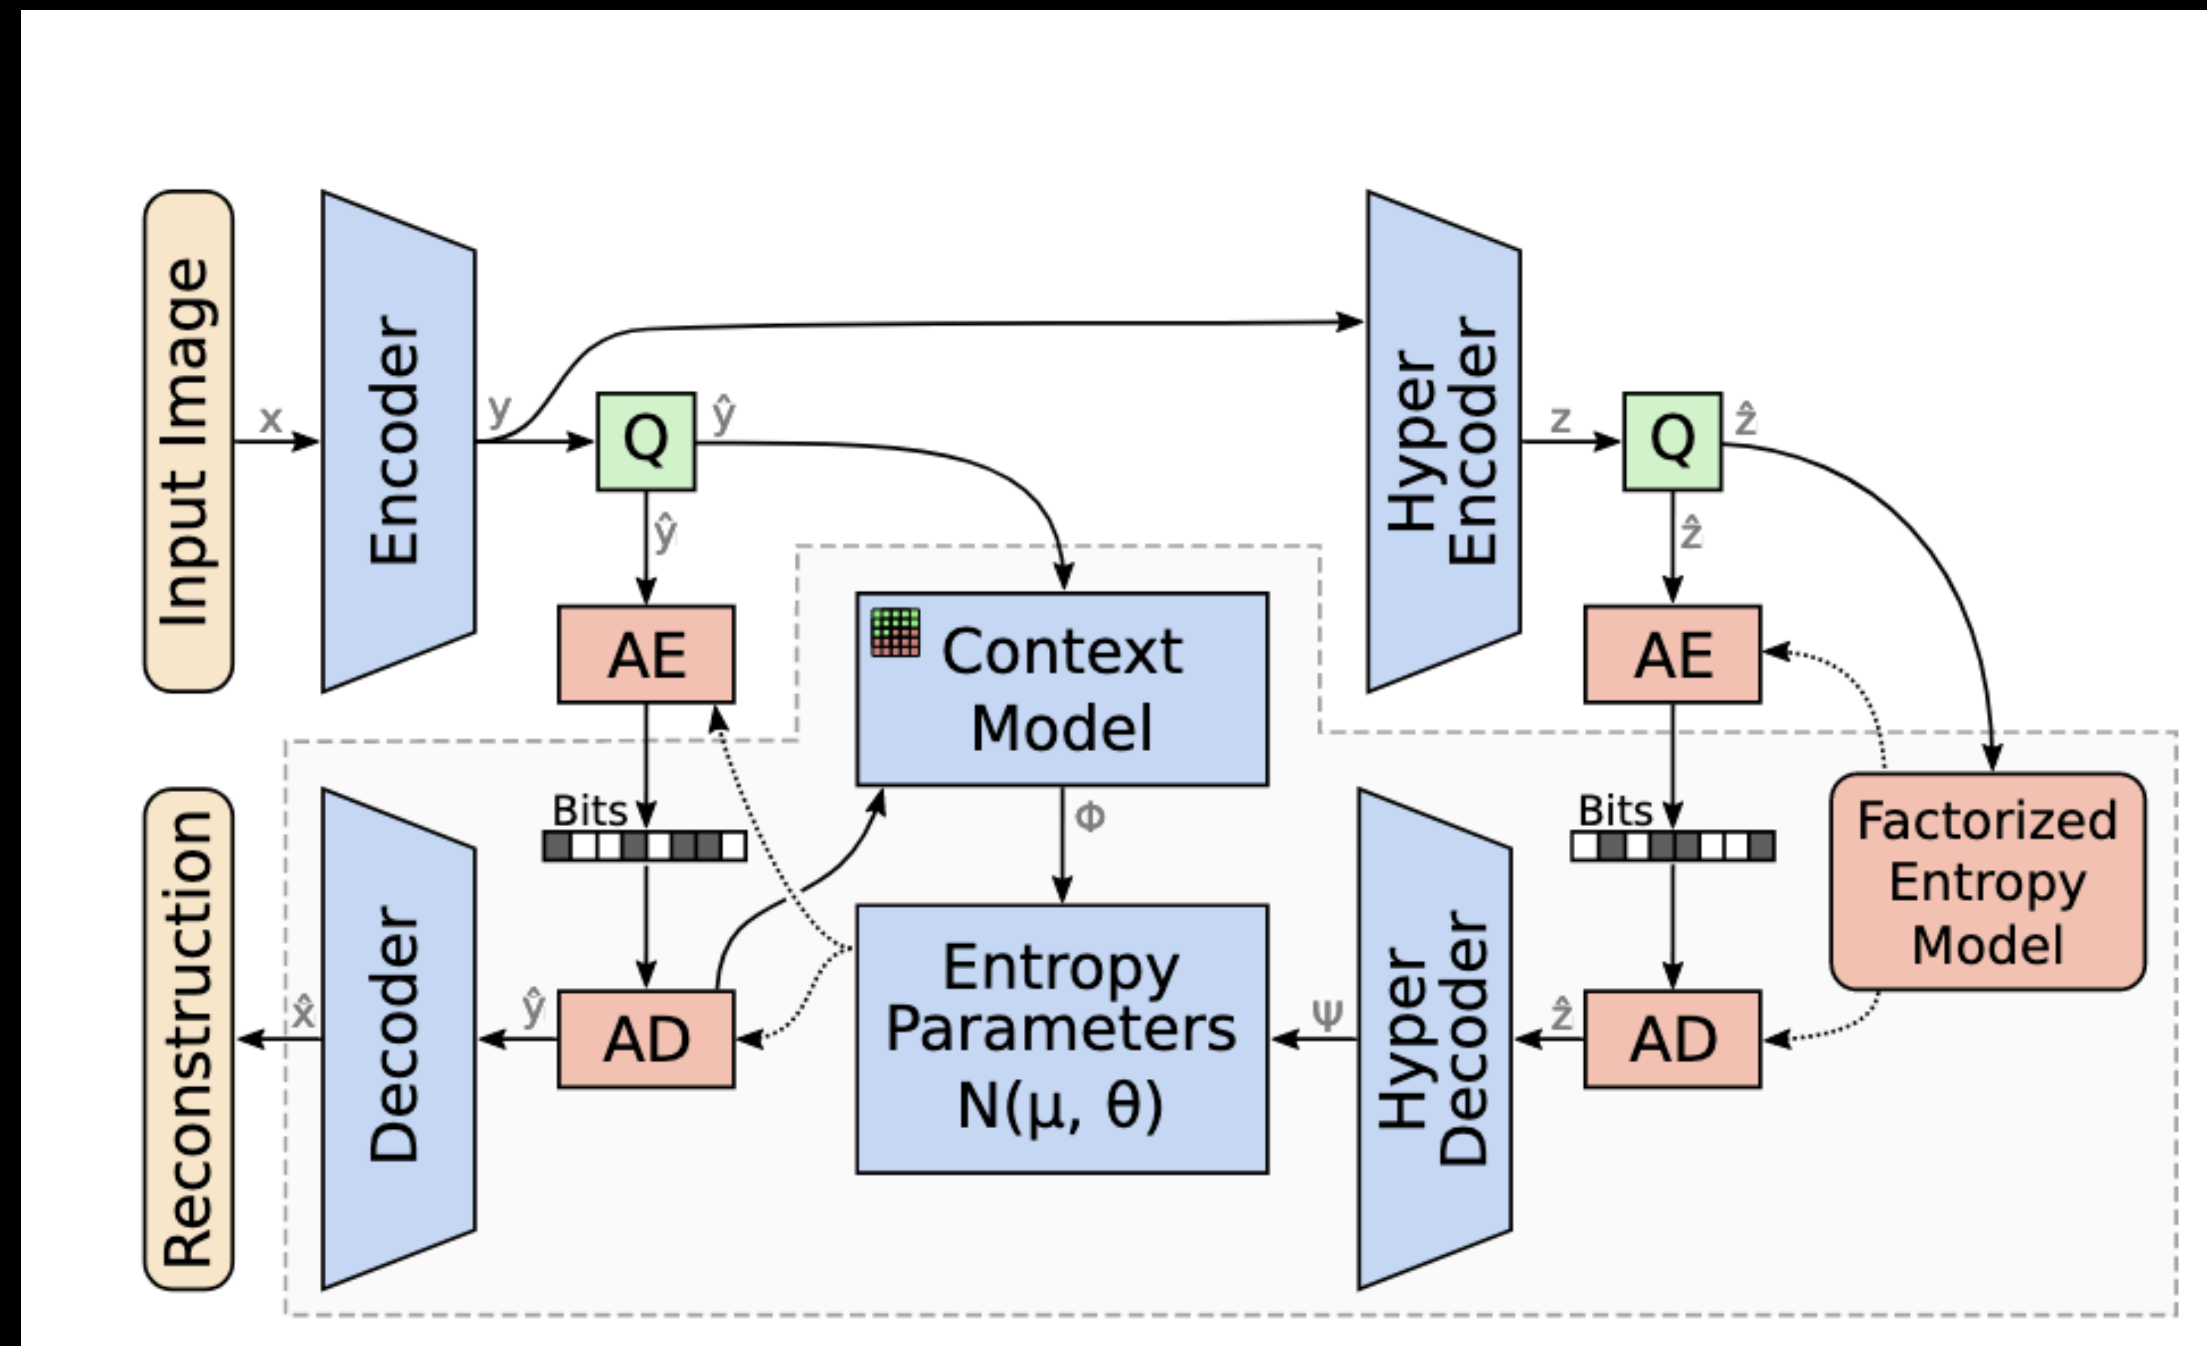 Input Image
x
Encoder
y
Q
ŷ
ŷ
AE
Bits
AD
ŷ
Decoder
x̂
Reconstruction
Context
Model
Φ
Entropy
Parameters
N(μ, θ)
Hyper
Encoder
z
Q
ẑ
ẑ
AE
Bits
AD
ẑ
Hyper
Decoder
Ψ
Factorized
Entropy
Model